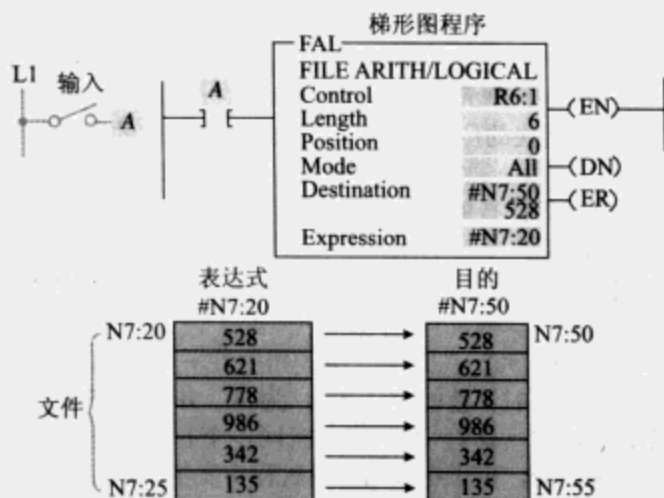 梯形图程序
L1
输入
A
A
FAL
FILE ARITH/LOGICAL
Control R6:1
Length 6
Position 0
Mode All
Destination #N7:50
528
Expression #N7:20
(EN)
(DN)
(ER)
表达式
#N7:20
目的
#N7:50
文件
N7:20 528 528 N7:50
621 621
778 778
986 986
342 342
N7:25 135 135 N7:55